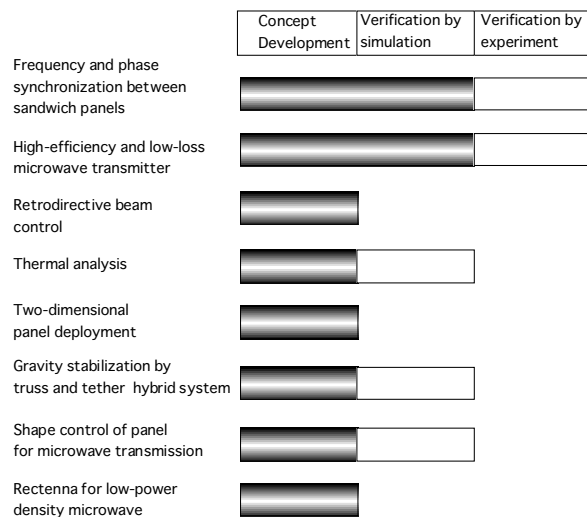 Concept
Development
Verification by
simulation
Verification by
experiment
Frequency and phase
synchronization between
sandwich panels
High-efficiency and low-loss
microwave transmitter
Retrodirective beam
control
Thermal analysis
Two-dimensional
panel deployment
Gravity stabilization by
truss and tether hybrid system
Shape control of panel
for microwave transmission
Rectenna for low-power
density microwave